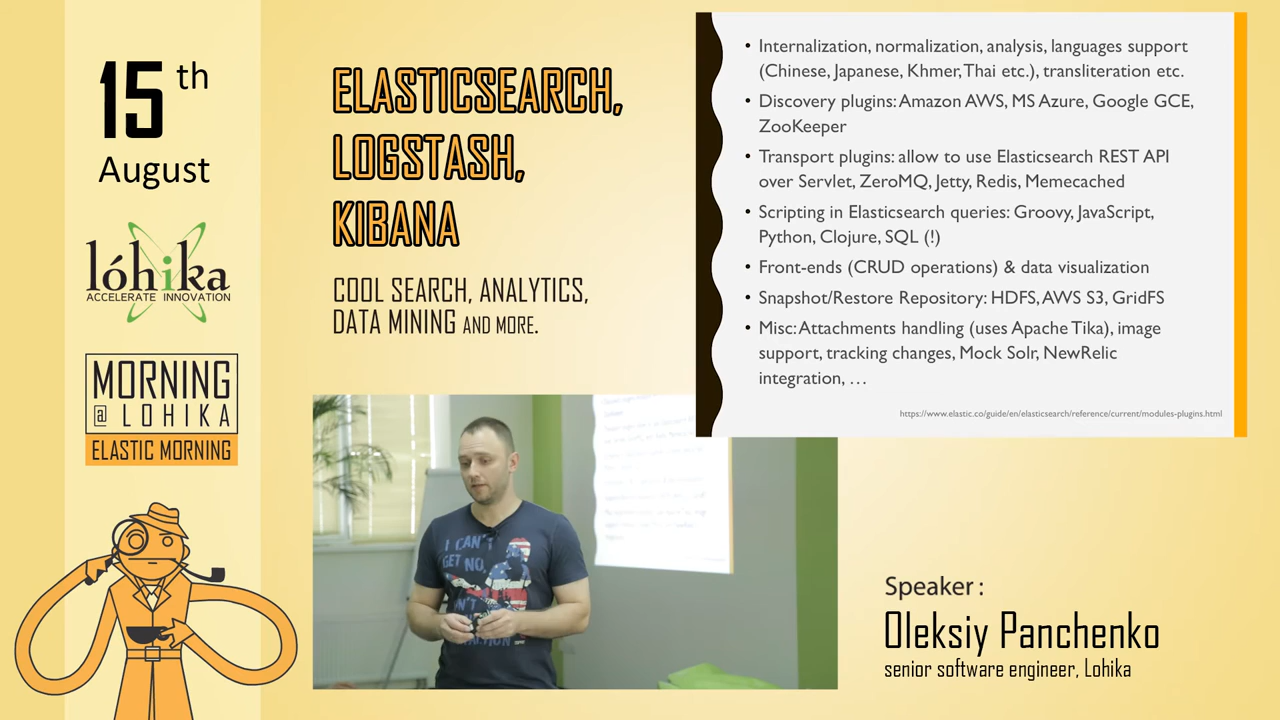 15th
August
lóhika
ACCELERATE INNOVATION
MORNING
@ LOHIKA
ELASTIC MORNING
ELASTICSEARCH,
LOGSTASH,
KIBANA
COOL SEARCH, ANALYTICS,
DATA MINING AND MORE.
• Internalization, normalization, analysis, languages support
(Chinese, Japanese, Khmer, Thai etc.), transliteration etc.
• Discovery plugins: Amazon AWS, MS Azure, Google GCE,
ZooKeeper
• Transport plugins: allow to use Elasticsearch REST API
over Servlet, ZeroMQ, Jetty, Redis, Memecached
• Scripting in Elasticsearch queries: Groovy, JavaScript,
Python, Clojure, SQL (!)
• Front-ends (CRUD operations) & data visualization
• Snapshot/Restore Repository: HDFS, AWS S3, GridFS
• Misc: Attachments handling (uses Apache Tika), image
support, tracking changes, Mock Solr, NewRelic
integration, …
https://www.elastic.co/guide/en/elasticsearch/reference/current/modules-plugins.html
I CAN'T
GET NO,
Speaker :
Oleksiy Panchenko
senior software engineer, Lohika